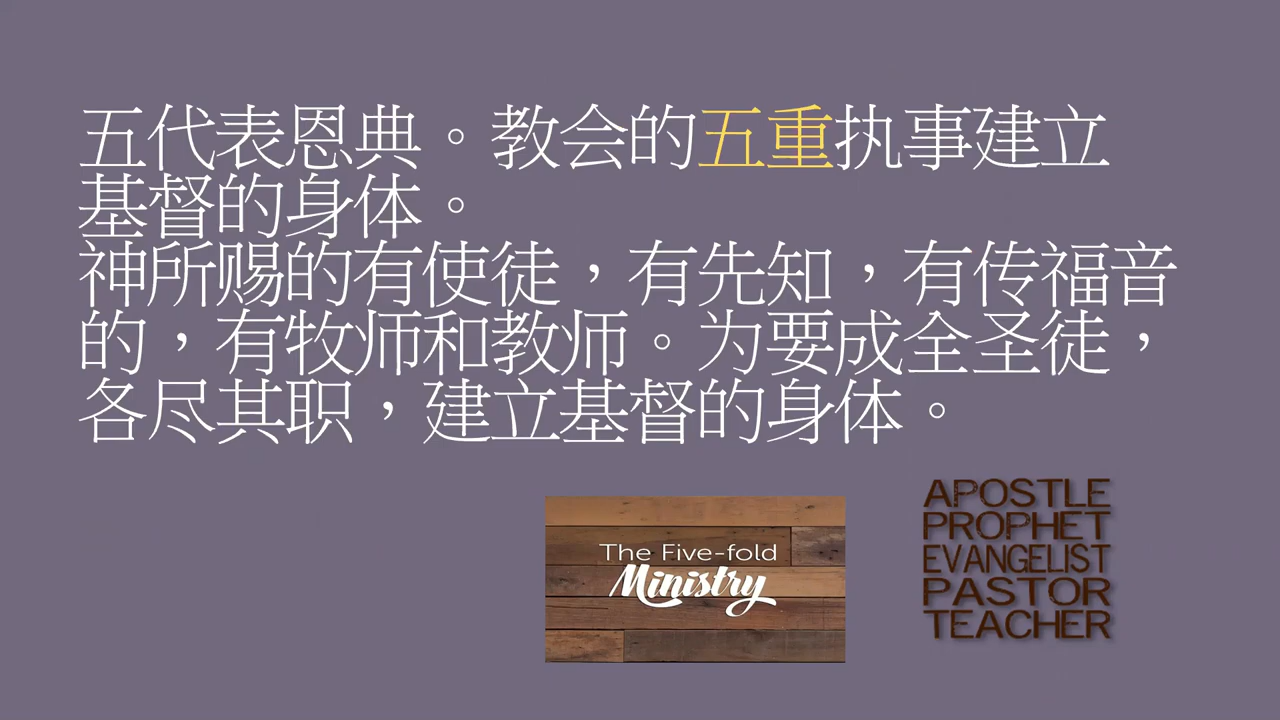 五代表恩典。教会的五重执事建立
基督的身体。
神所赐的有使徒，有先知，有传福音
的，有牧师和教师。为要成全圣徒，
各尽其职，建立基督的身体。
The Five-fold
Ministry
APOSTLE
PROPHET
EVANGELIST
PASTOR
TEACHER